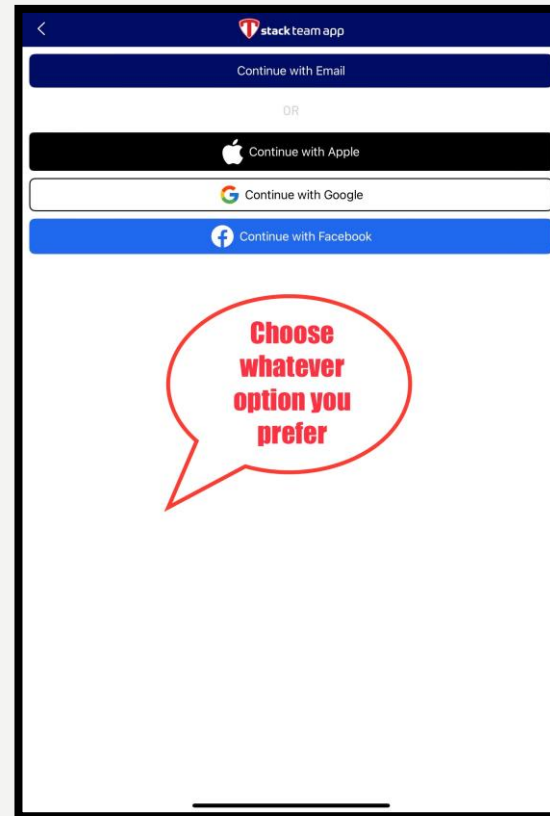 stack team app
Continue with Email
OR
Continue with Apple
Continue with Google
Continue with Facebook
Choose
whatever
option you
prefer